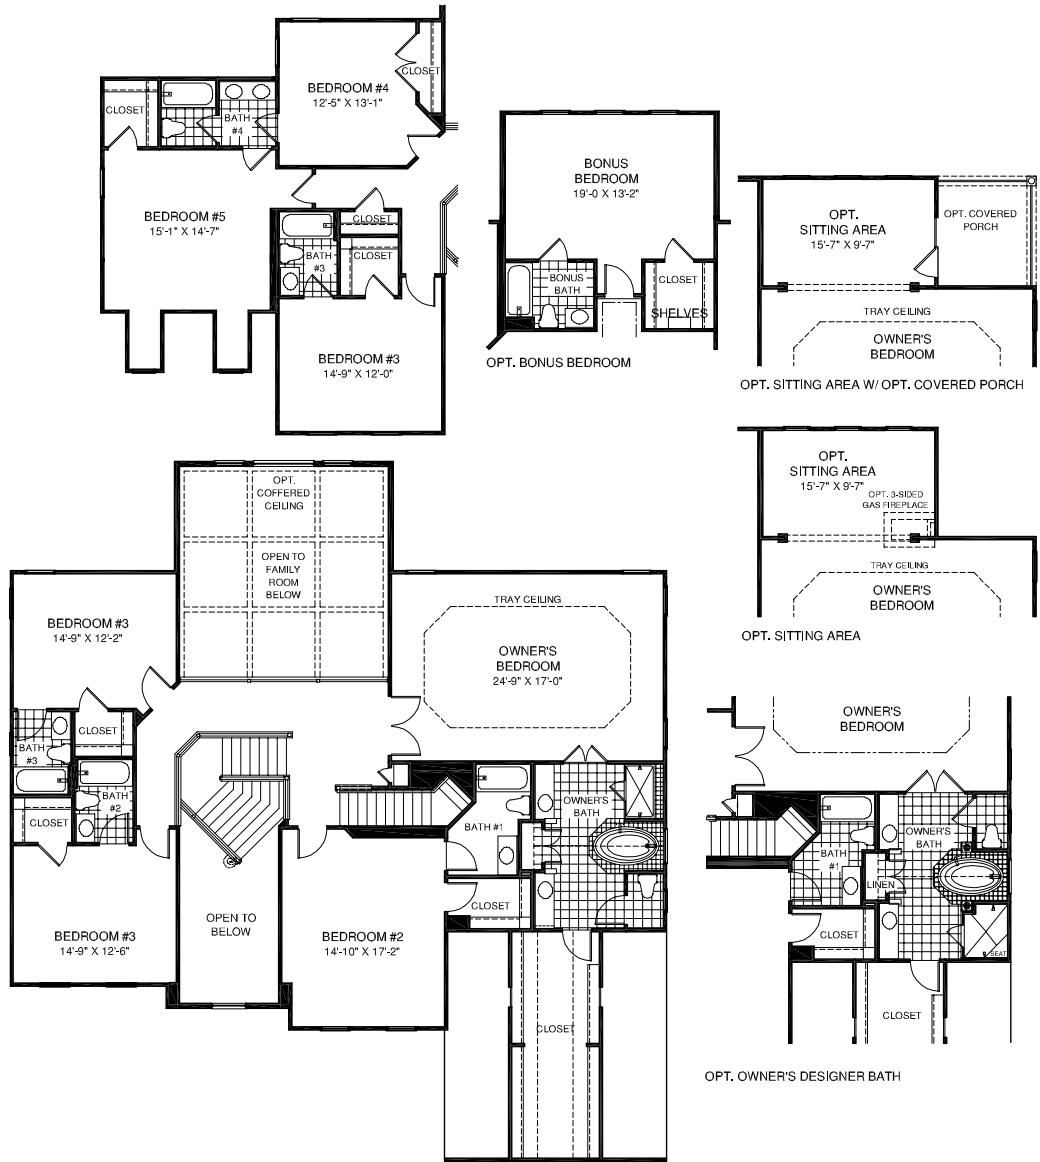 BEDROOM #4
12'-5" X 13'-1"
CLOSET
CLOSET
BATH
#4
BEDROOM #5
15'-1" X 14'-7"
CLOSET
BATH
#3
CLOSET
BEDROOM #3
14'-9" X 12'-0"
BONUS
BEDROOM
19'-0 X 13'-2"
BONUS
BATH
CLOSET
SHELVES
OPT. BONUS BEDROOM
OPT.
SITTING AREA
15'-7" X 9'-7"
OPT. COVERED
PORCH
TRAY CEILING
OWNER'S
BEDROOM
OPT. SITTING AREA W/ OPT. COVERED PORCH
OPT.
SITTING AREA
15'-7" X 9'-7"
OPT. 3-SIDED
GAS FIREPLACE
TRAY CEILING
OWNER'S
BEDROOM
OPT. SITTING AREA
OPT.
COFFERED
CEILING
OPEN TO
FAMILY
ROOM
BELOW
BEDROOM #3
14'-9" X 12'-2"
TRAY CEILING
OWNER'S
BEDROOM
24'-9" X 17'-0"
CLOSET
BATH
#3
BATH
#2
CLOSET
BATH #1
OWNER'S
BATH
CLOSET
BEDROOM #3
14'-9" X 12'-6"
OPEN TO
BELOW
BEDROOM #2
14'-10" X 17'-2"
CLOSET
OWNER'S
BEDROOM
OWNER'S
BATH
BATH
#1
LINEN
CLOSET
SEAT
CLOSET
OPT. OWNER'S DESIGNER BATH